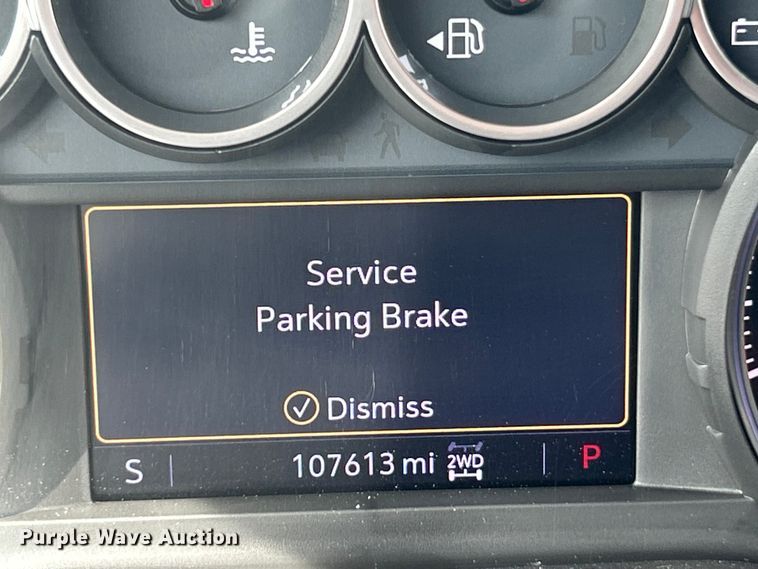 Service
Parking Brake
Dismiss
S 107613 mi 2WD P
Purple Wave Auction